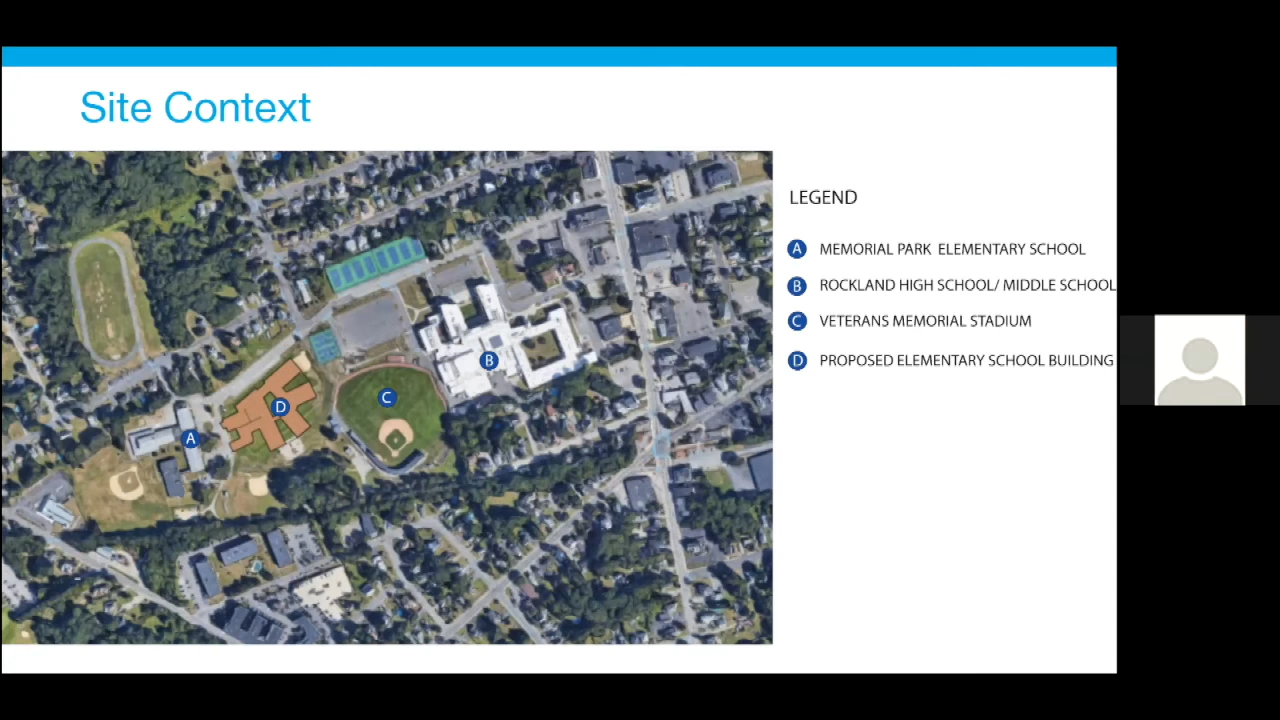 Site Context
LEGEND
A MEMORIAL PARK ELEMENTARY SCHOOL
B ROCKLAND HIGH SCHOOL/ MIDDLE SCHOOL
C VETERANS MEMORIAL STADIUM
D PROPOSED ELEMENTARY SCHOOL BUILDING
B
C
D
A